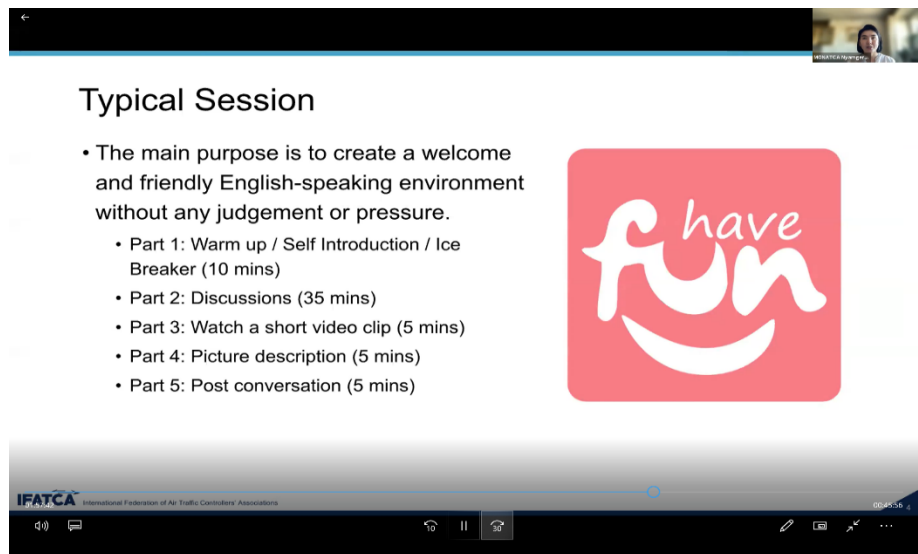 Typical Session
• The main purpose is to create a welcome
and friendly English-speaking environment
without any judgement or pressure.
• Part 1: Warm up / Self Introduction / Ice
Breaker (10 mins)
• Part 2: Discussions (35 mins)
• Part 3: Watch a short video clip (5 mins)
• Part 4: Picture description (5 mins)
• Part 5: Post conversation (5 mins)
have
fun
IFATCA International Federation of Air Traffic Controllers' Associations
00:45:56 4
10
30